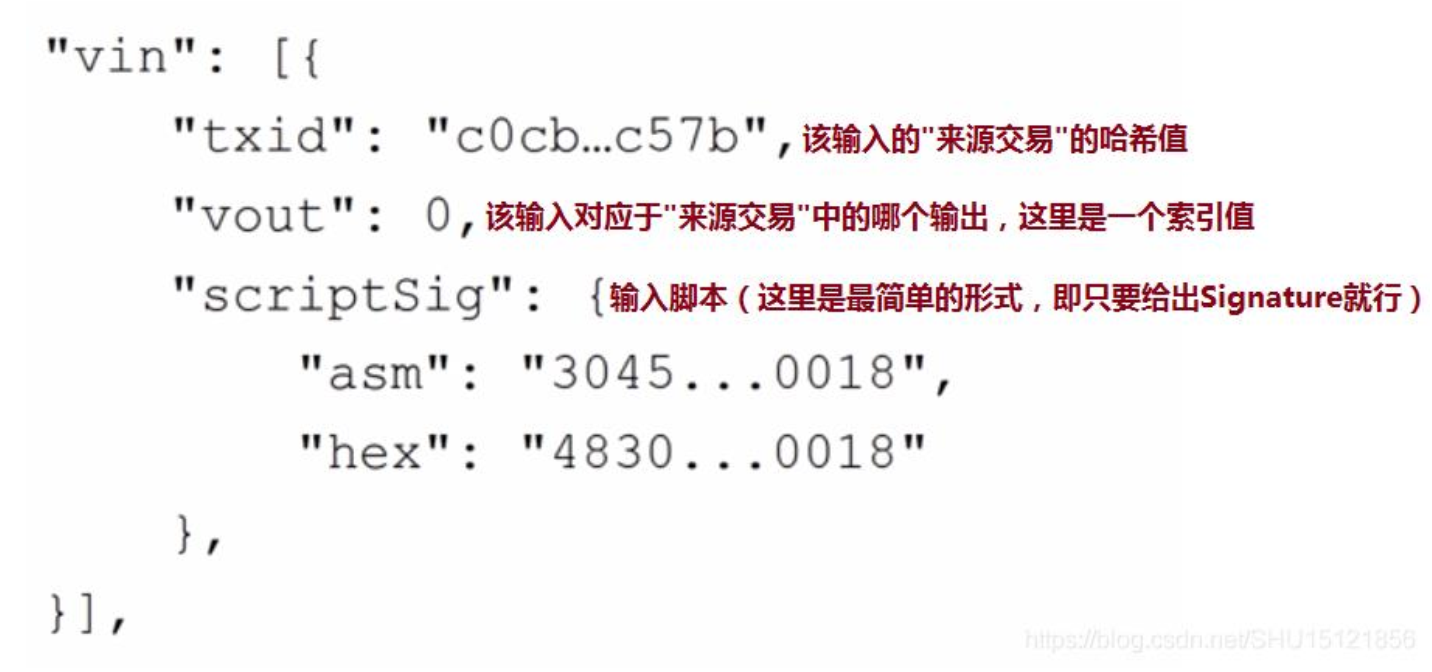 "vin": [{
"txid": "c0cb…c57b",该输入的"来源交易"的哈希值
"vout": 0,该输入对应于"来源交易"中的哪个输出，这里是一个索引值
"scriptSig": {输入脚本（这里是最简单的形式，即只要给出Signature就行）
"asm": "3045...0018",
"hex": "4830...0018"
},
}],
https://blog.csdn.net/SHU15121856